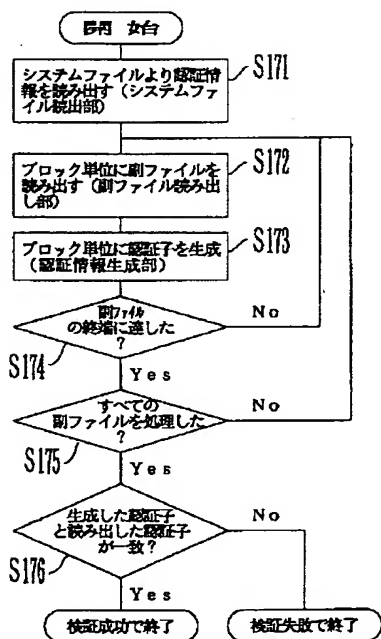 開始
システムファイルより認証情
報を読み出す（システムファ
イル読出部）
S171
ブロック単位に副ファイルを
読み出す（副ファイル読み出
し部）
S172
ブロック単位に認証子を生成
（認証情報生成部）
S173
副ファイル
の終端に達した
？
No
S174
Yes
すべての
副ファイルを処理した
？
No
S175
Yes
生成した認証子
と読み出した認証子
が一致？
No
S176
Yes
検証成功で終了
検証失敗で終了